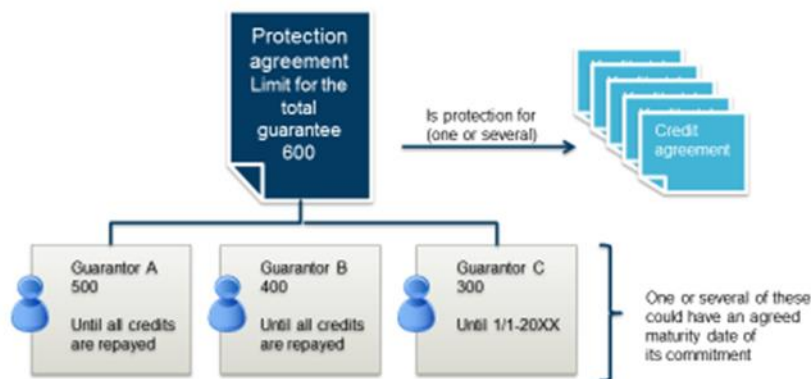 Protection
agreement
Limit for the
total
guarantee
600
Is protection for
(one or several)
Credit
agreement
Guarantor A
500
Until all credits
are repayed
Guarantor B
400
Until all credits
are repayed
Guarantor C
300
Until 1/1-20XX
One or several of these
could have an agreed
maturity date of
its commitment